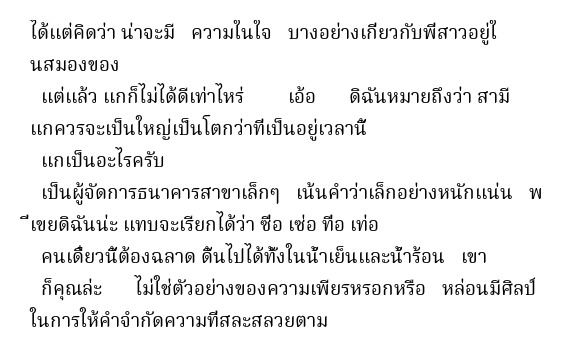 ได้แต่คิดว่า น่าจะมี ความในใจ บางอย่างเกี่ยวกับพี่สาวอยู่ใ
นสมองของ
แต่แล้ว แกก็ไม่ได้ดีเท่าไหร่ เอ้อ ดิฉันหมายถึงว่า สามี
แกควรจะเป็นใหญ่เป็นโตกว่าที่เป็นอยู่เวลานี้
แกเป็นอะไรครับ
เป็นผู้จัดการธนาคารสาขาเล็กๆ เน้นคำว่าเล็กอย่างหนักแน่น พ
ี่เขยดิฉันน่ะ แทบจะเรียกได้ว่า ซื่อ เซ่อ ทื่อ เท่อ
คนเดี๋ยวนี้ต้องฉลาด ดิ้นไปได้ทั้งในน้ำเย็นและน้ำร้อน เขา
ก็คุณล่ะ ไม่ใช่ตัวอย่างของความเพียรหรอกหรือ หล่อนมีศิลป์
ในการให้คำจำกัดความที่สละสลวยตาม